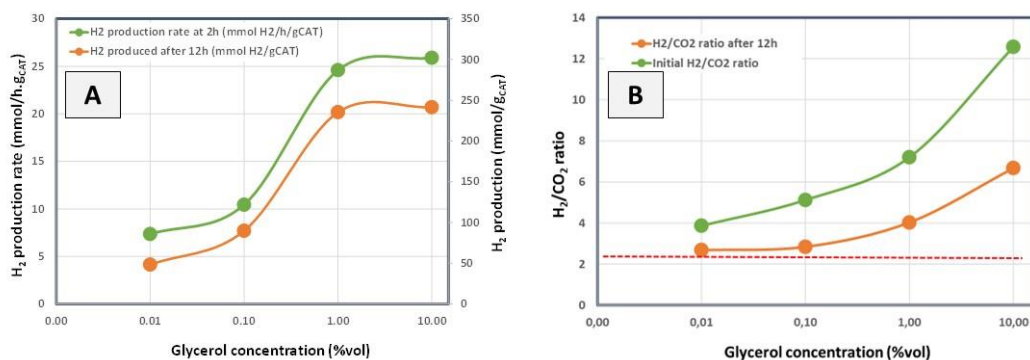 A
H2 production rate at 2h (mmol H2/h/gCAT)
H2 produced after 12h (mmol H2/gCAT)
H2 production rate (mmol/h.gCAT)
30
25
20
15
10
5
0
350
300
250
200
150
100
50
0
H2 production (mmol/gCAT)
0.00 0.01 0.10 1.00 10.00
Glycerol concentration (%vol)
B
H2/CO2 ratio after 12h
Initial H2/CO2 ratio
H2/CO2 ratio
14
12
10
8
6
4
2
0
0,00 0,01 0,10 1,00 10,00
Glycerol concentration (%vol)